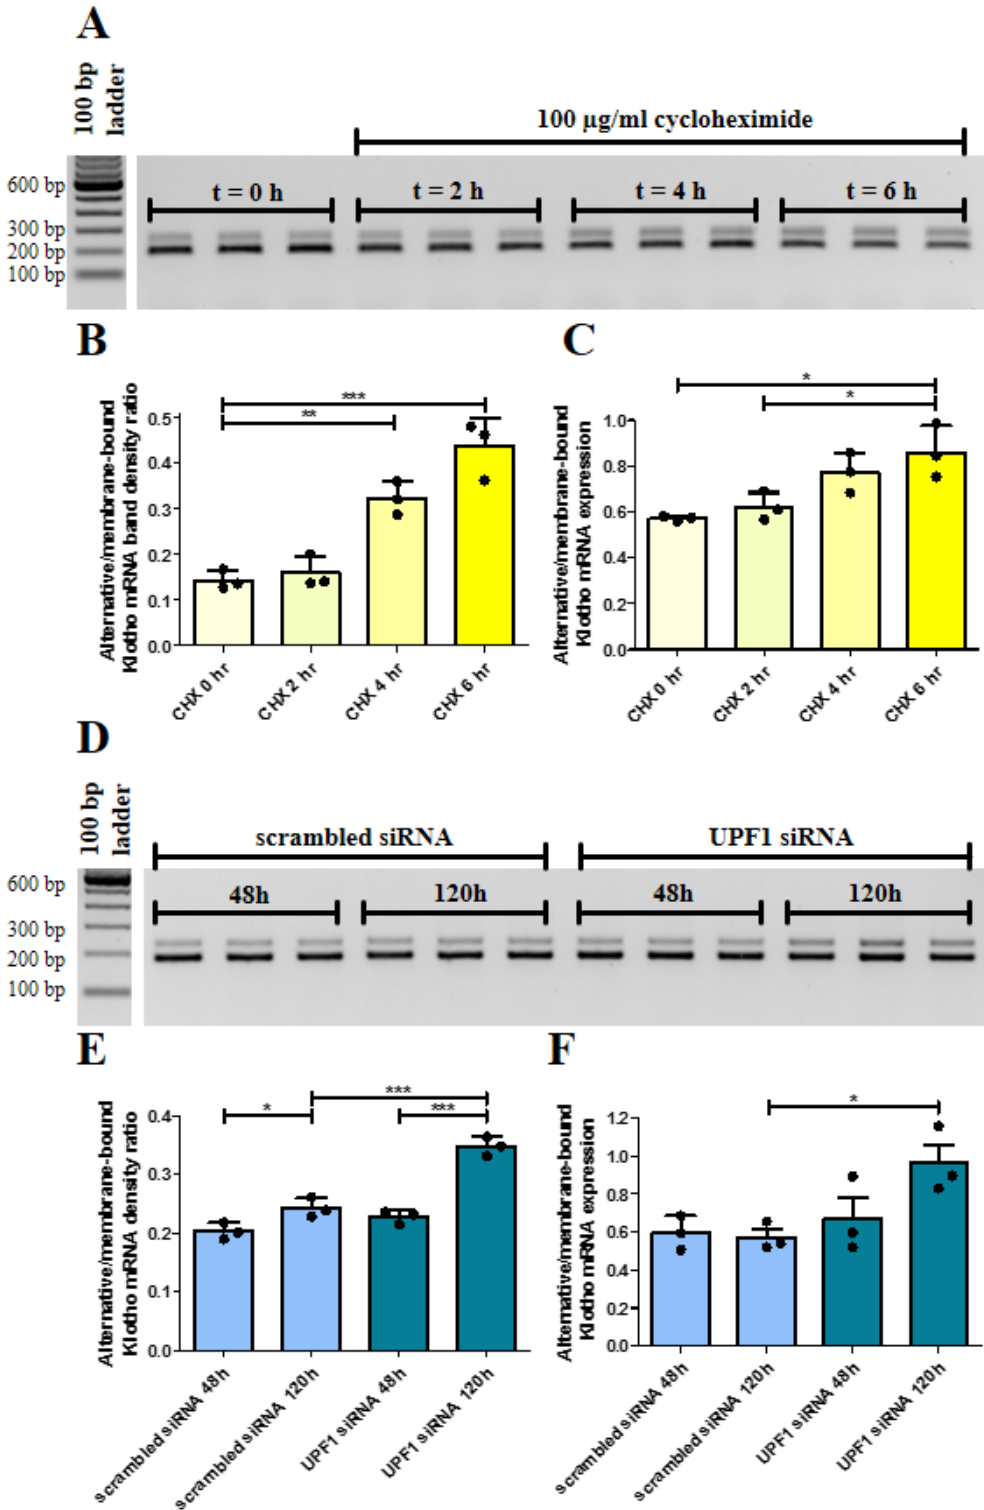 A
100 bp
ladder
100 µg/ml cycloheximide
600 bp
300 bp
200 bp
100 bp
t = 0 h
t = 2 h
t = 4 h
t = 6 h
B
Alternative/membrane-bound
Klotho mRNA band density ratio
***
**
0.5
0.4
0.3
0.2
0.1
0.0
CHX 0 hr
CHX 2 hr
CHX 4 hr
CHX 6 hr
C
Alternative/membrane-bound
Klotho mRNA expression
*
*
1.0
0.8
0.6
0.4
0.2
0.0
CHX 0 hr
CHX 2 hr
CHX 4 hr
CHX 6 hr
D
100 bp
ladder
scrambled siRNA
UPF1 siRNA
600 bp
300 bp
200 bp
100 bp
48h
120h
48h
120h
E
Alternative/membrane-bound
Klotho mRNA density ratio
***
*
***
0.4
0.3
0.2
0.1
0.0
scrambled siRNA 48h
scrambled siRNA 120h
UPF1 siRNA 48h
UPF1 siRNA 120h
F
Alternative/membrane-bound
Klotho mRNA expression
*
1.2
1.0
0.8
0.6
0.4
0.2
0.0
scrambled siRNA 48h
scrambled siRNA 120h
UPF1 siRNA 48h
UPF1 siRNA 120h